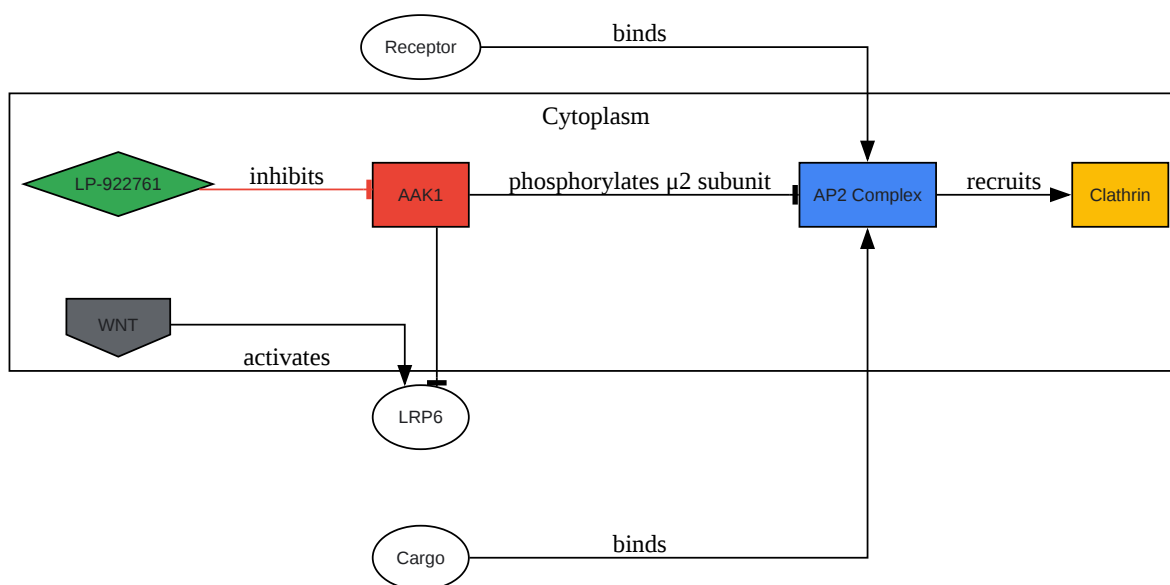 Receptor
binds
Cytoplasm
LP-922761
inhibits
AAK1
phosphorylates μ2 subunit
AP2 Complex
recruits
Clathrin
WNT
activates
LRP6
Cargo
binds